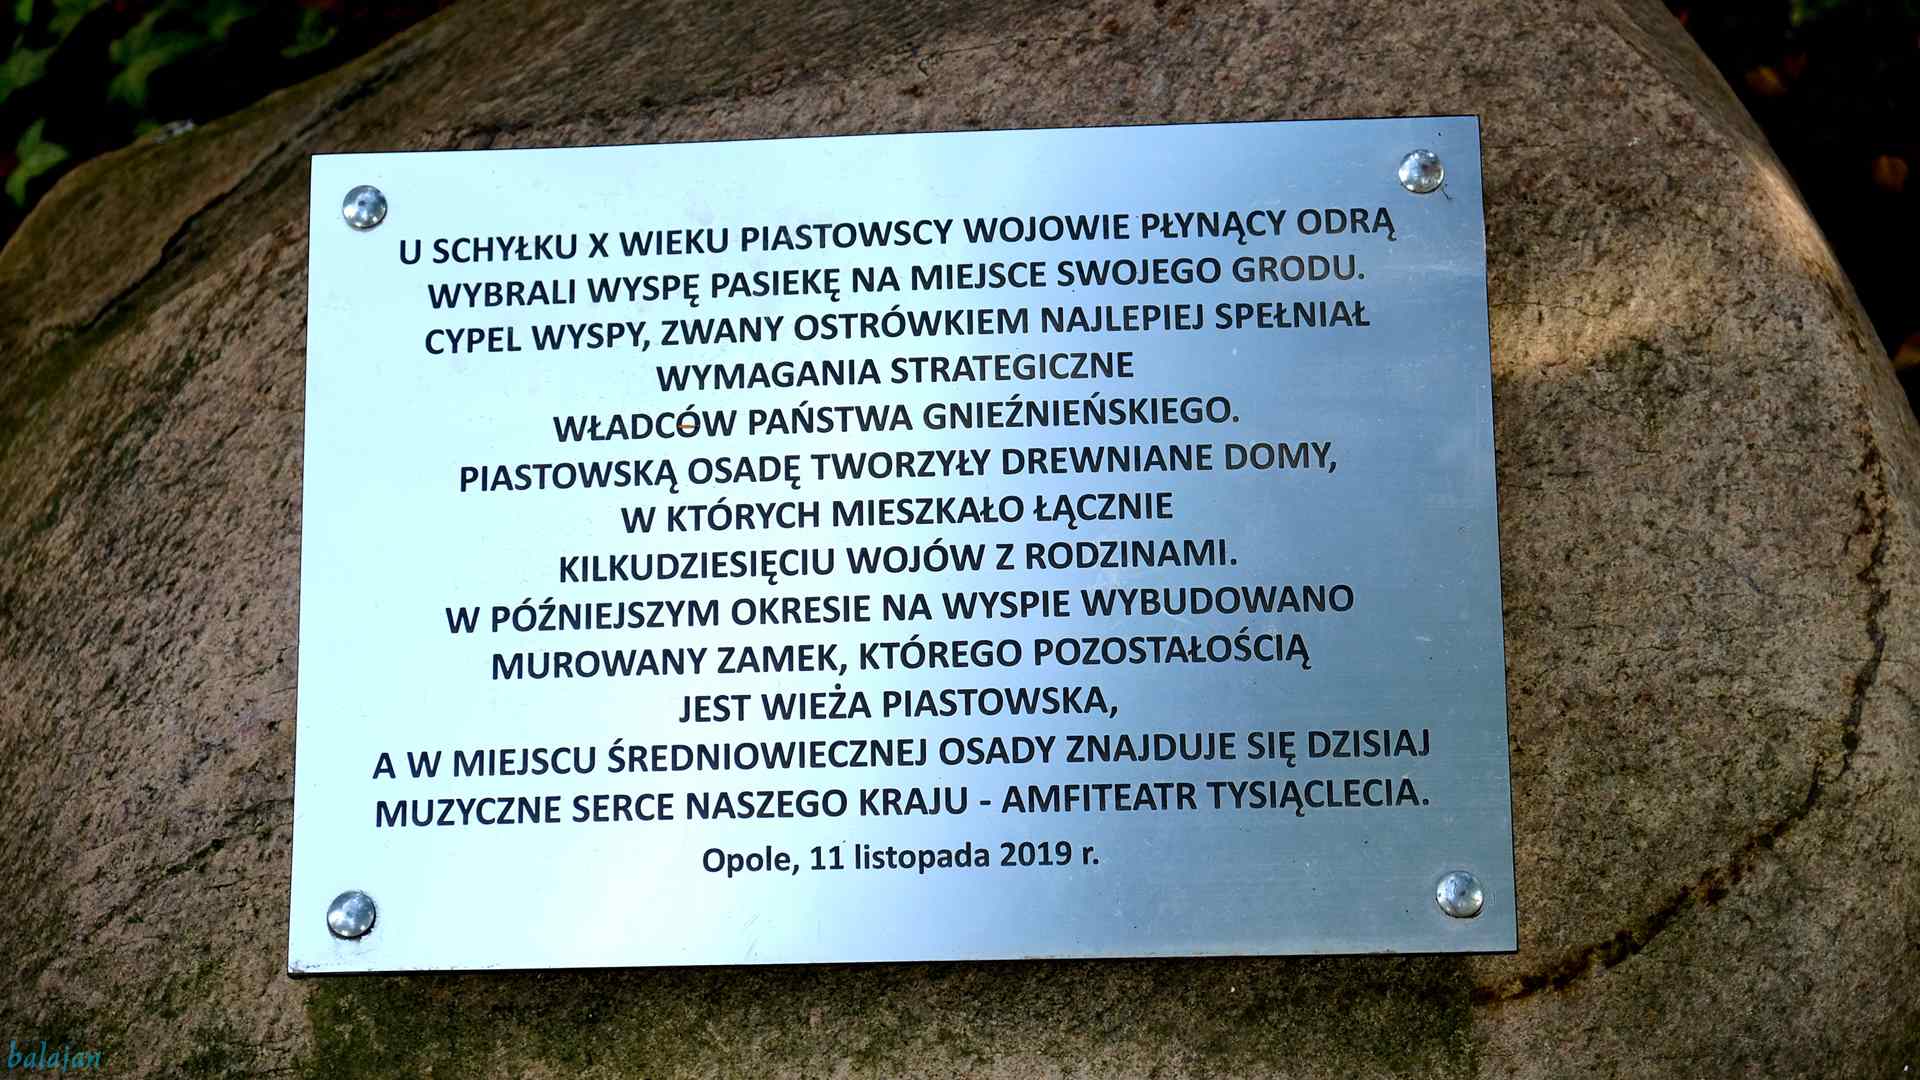 U SCHYŁKU X WIEKU PIASTOWSCY WOJOWIE PŁYNĄCY ODRĄ
WYBRALI WYSPĘ PASIEKĘ NA MIEJSCE SWOJEGO GRODU.
CYPEL WYSPY, ZWANY OSTRÓWKIEM NAJLEPIEJ SPEŁNIAŁ
WYMAGANIA STRATEGICZNE
WŁADCÓW PAŃSTWA GNIEŹNIEŃSKIEGO.
PIASTOWSKĄ OSADĘ TWORZYŁY DREWNIANE DOMY,
W KTÓRYCH MIESZKAŁO ŁĄCZNIE
KILKUDZIESIĘCIU WOJÓW Z RODZINAMI.
W PÓŹNIEJSZYM OKRESIE NA WYSPIE WYBUDOWANO
MUROWANY ZAMEK, KTÓREGO POZOSTAŁOŚCIĄ
JEST WIEŻA PIASTOWSKA,
A W MIEJSCU ŚREDNIOWIECZNEJ OSADY ZNAJDUJE SIĘ DZISIAJ
MUZYCZNE SERCE NASZEGO KRAJU - AMFITEATR TYSIĄCLECIA.
Opole, 11 listopada 2019 r.
balajan